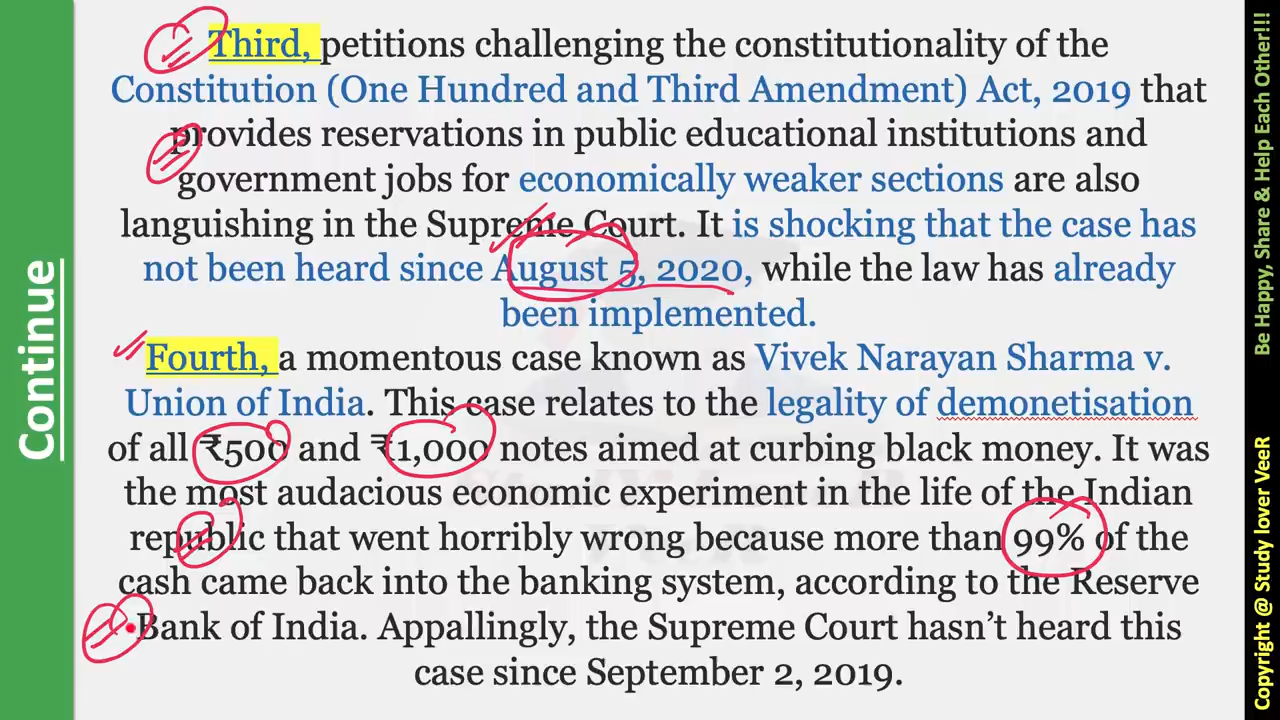 Continue
Third, petitions challenging the constitutionality of the
Constitution (One Hundred and Third Amendment) Act, 2019 that
provides reservations in public educational institutions and
government jobs for economically weaker sections are also
languishing in the Supreme Court. It is shocking that the case has
not been heard since August 5, 2020, while the law has already
been implemented.
Fourth, a momentous case known as Vivek Narayan Sharma v.
Union of India. This case relates to the legality of demonetisation
of all ₹500 and ₹1,000 notes aimed at curbing black money. It was
the most audacious economic experiment in the life of the Indian
republic that went horribly wrong because more than 99% of the
cash came back into the banking system, according to the Reserve
Bank of India. Appallingly, the Supreme Court hasn’t heard this
case since September 2, 2019.
Be Happy, Share & Help Each Other!!!
Copyright @ Study lover VeeR